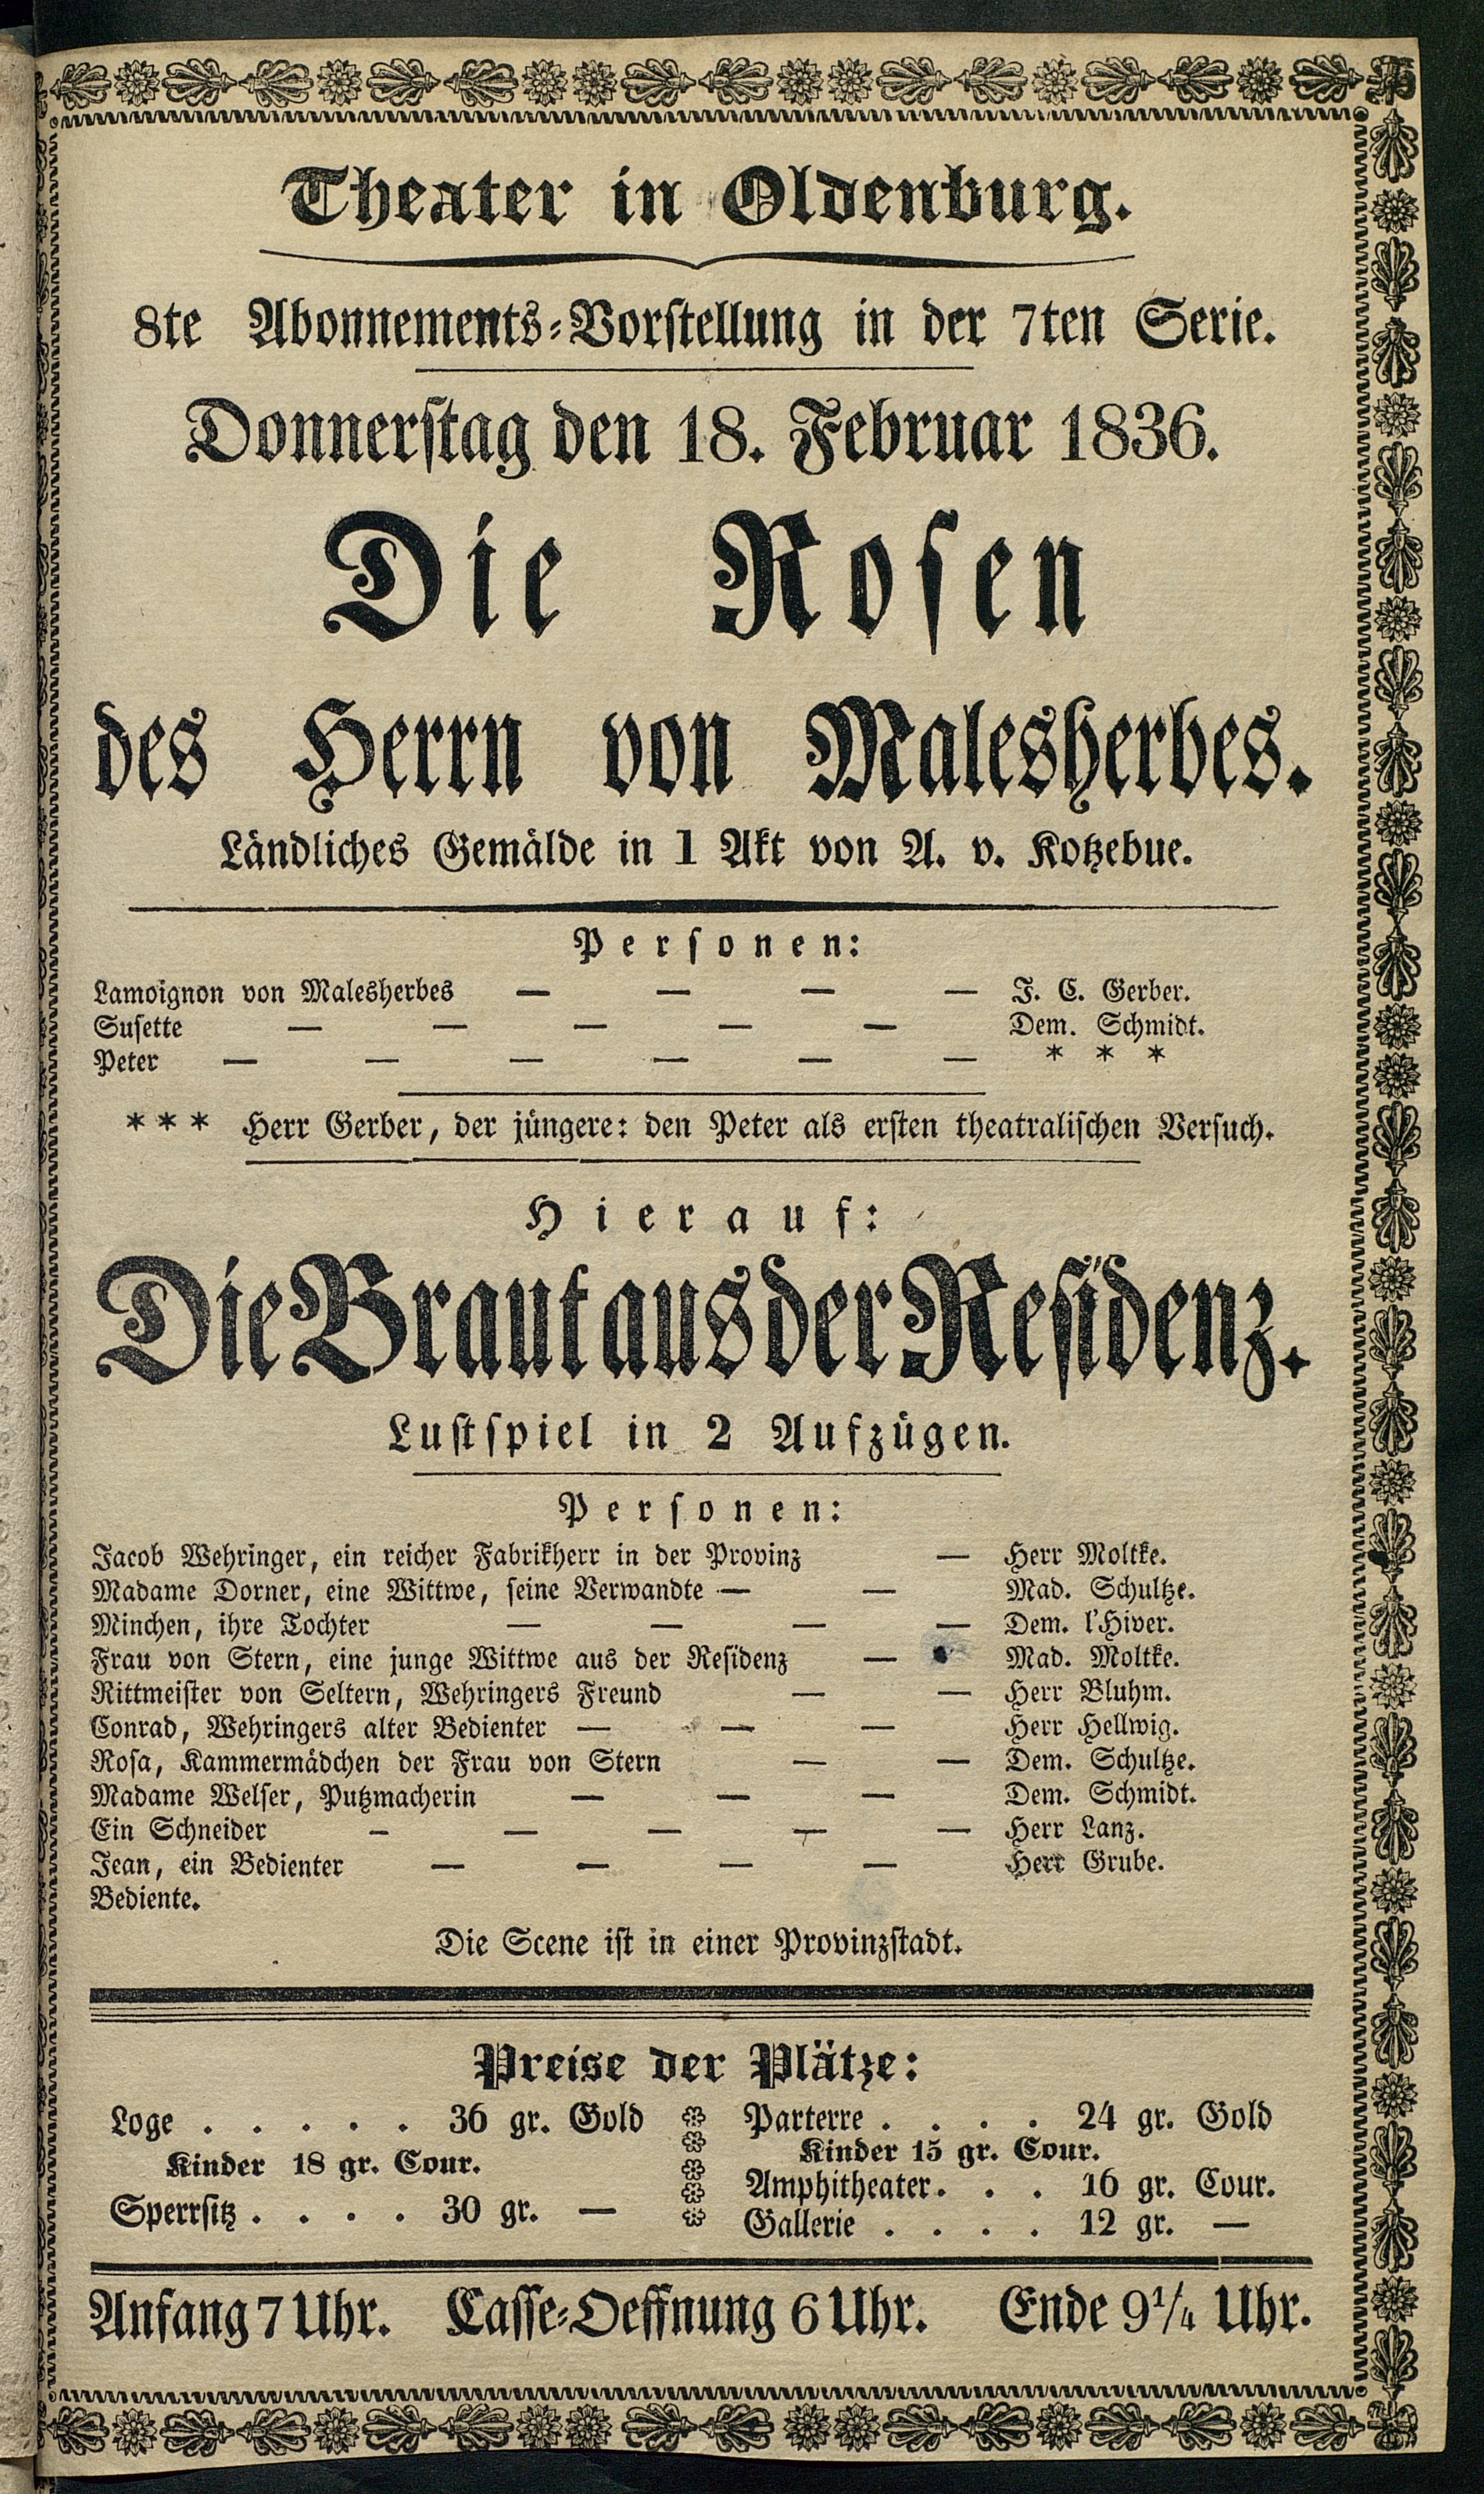 Theater in Oldenburg.
8te Abonnements-Vorstellung in der 7ten Serie.
Donnerstag den 18. Februar 1836.
Die Rosen
des Herrn von Malesherbes.
Ländliches Gemälde in 1 Akt von A. v. Kotzebue.
Personen:
Lamoignon von Malesherbes — — — — J. C. Gerber.
Susette — — — — — Dem. Schmidt.
Peter — — — — — — * * *
* * * Herr Gerber, der jüngere: den Peter als ersten theatralischen Versuch.
Hierauf:
Die Braut aus der Residenz.
Lustspiel in 2 Aufzügen.
Personen:
Jacob Wehringer, ein reicher Fabrikherr in der Provinz — Herr Moltke.
Madame Dorner, eine Wittwe, seine Verwandte — — Mad. Schultze.
Minchen, ihre Tochter — — — — Dem. l'Hiver.
Frau von Stern, eine junge Wittwe aus der Residenz — Mad. Moltke.
Rittmeister von Seltern, Wehringers Freund — — Herr Bluhm.
Conrad, Wehringers alter Bedienter — — — Herr Hellwig.
Rosa, Kammermädchen der Frau von Stern — — Dem. Schultze.
Madame Welser, Putzmacherin — — — Dem. Schmidt.
Ein Schneider — — — — — Herr Lanz.
Jean, ein Bedienter — — — — Herr Grube.
Bediente.
Die Scene ist in einer Provinzstadt.
Preise der Plätze:
Loge . . . . . 36 gr. Gold
Kinder 18 gr. Cour.
Sperrsitz . . . . 30 gr. —
Parterre . . . . 24 gr. Gold
Kinder 15 gr. Cour.
Amphitheater . . . 16 gr. Cour.
Gallerie . . . . 12 gr. —
Anfang 7 Uhr. Casse-Oeffnung 6 Uhr. Ende 9 1/4 Uhr.